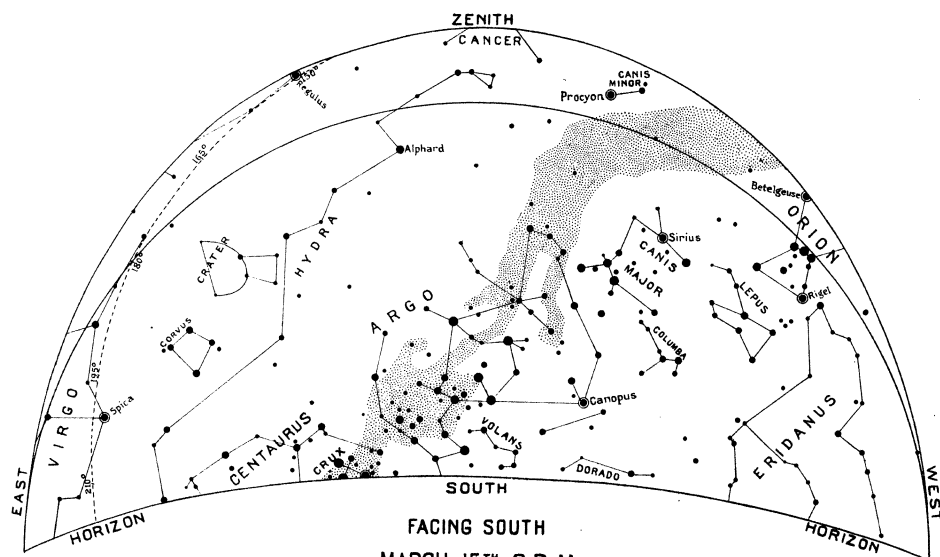 ZENITH
CANCER
150°
Regulus
CANIS
MINOR
Procyon
165°
Alphard
Betelgeuse
ORION
180°
CRATER
HYDRA
Sirius
CANIS
MAJOR
LEPUS
Rigel
ARGO
CORVUS
COLUMBA
195°
VIRGO
Spica
Canopus
CENTAURUS
VOLANS
ERIDANUS
CRUX
DORADO
210°
EAST
SOUTH
WEST
HORIZON
HORIZON
FACING SOUTH
MARCH 15TH